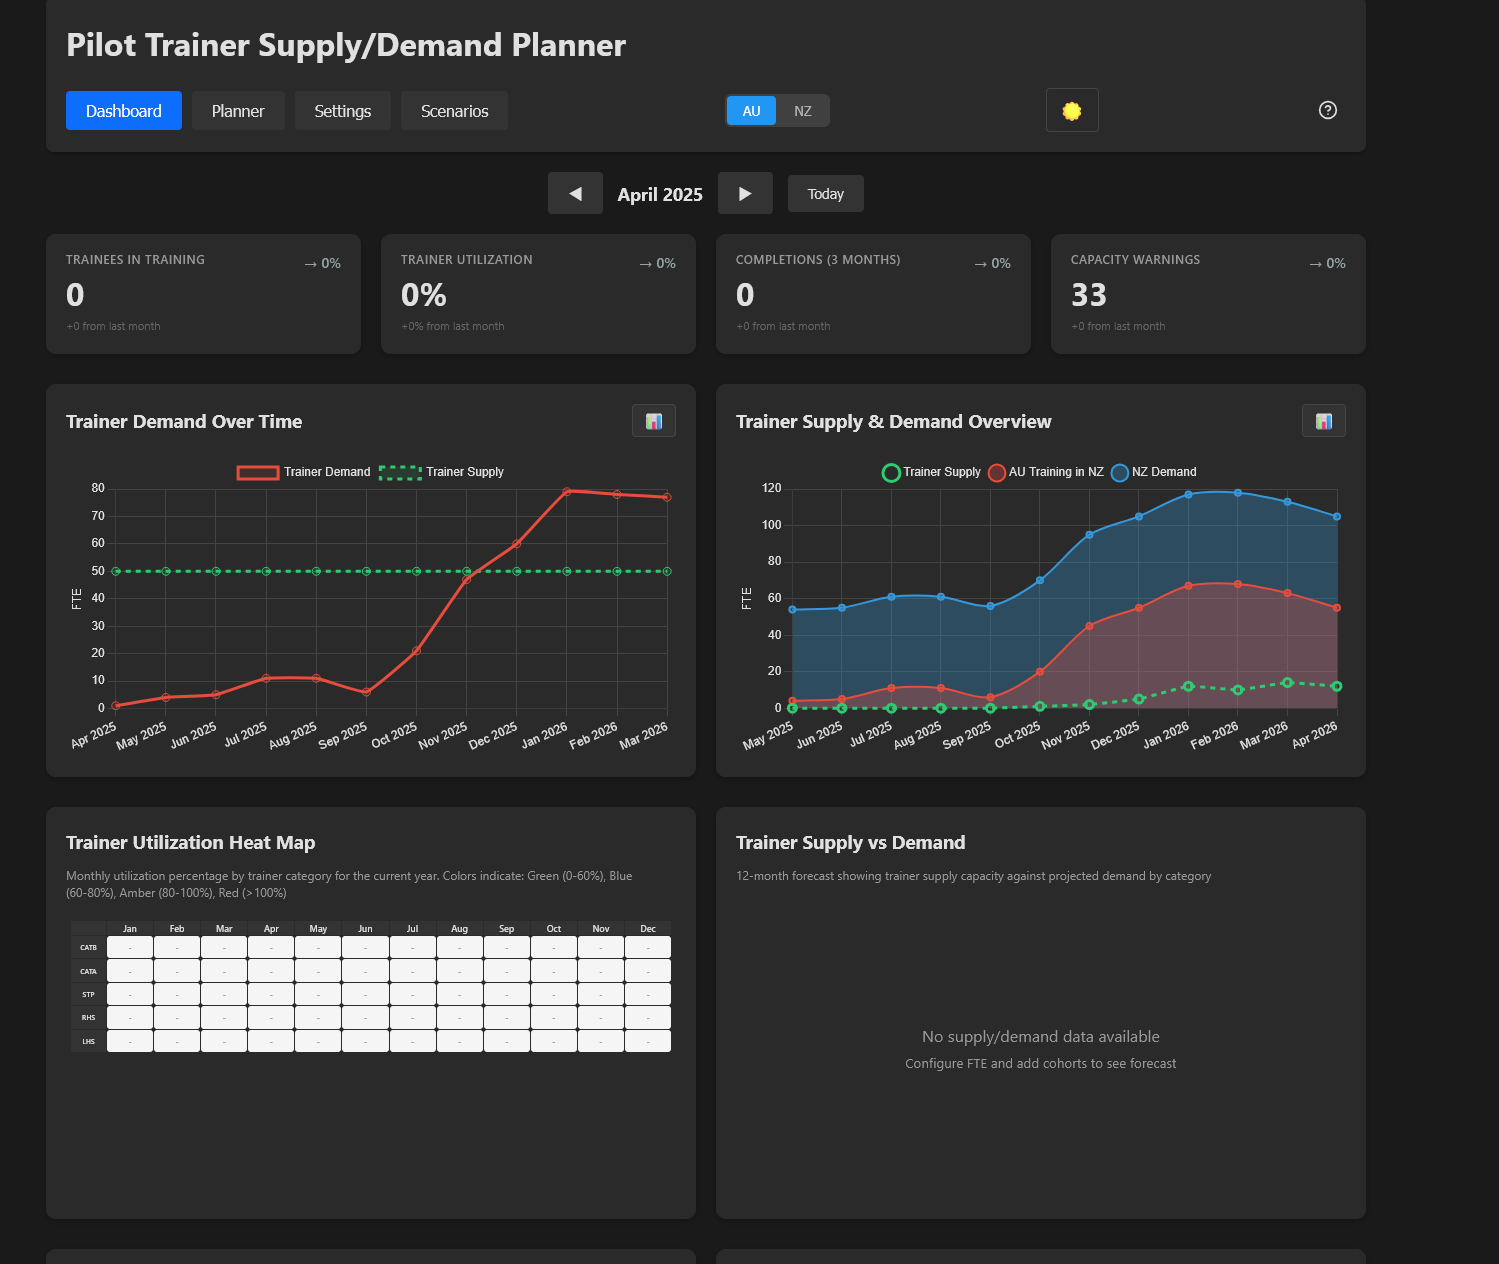 Pilot Trainer Supply/Demand Planner
Dashboard Planner Settings Scenarios AU NZ
◀ April 2025 ▶ Today
TRAINEES IN TRAINING → 0%
0
+0 from last month
TRAINER UTILIZATION → 0%
0%
+0% from last month
COMPLETIONS (3 MONTHS) → 0%
0
+0 from last month
CAPACITY WARNINGS → 0%
33
+0 from last month
Trainer Demand Over Time
Trainer Demand Trainer Supply
80
70
60
50
40
30
20
10
0
FTE
Apr 2025 May 2025 Jun 2025 Jul 2025 Aug 2025 Sep 2025 Oct 2025 Nov 2025 Dec 2025 Jan 2026 Feb 2026 Mar 2026
Trainer Supply & Demand Overview
Trainer Supply AU Training in NZ NZ Demand
120
100
80
60
40
20
0
FTE
May 2025 Jun 2025 Jul 2025 Aug 2025 Sep 2025 Oct 2025 Nov 2025 Dec 2025 Jan 2026 Feb 2026 Mar 2026 Apr 2026
Trainer Utilization Heat Map
Monthly utilization percentage by trainer category for the current year. Colors indicate: Green (0-60%), Blue
(60-80%), Amber (80-100%), Red (>100%)
Jan Feb Mar Apr May Jun Jul Aug Sep Oct Nov Dec
CATB - - - - - - - - - - - -
CATA - - - - - - - - - - - -
STP - - - - - - - - - - - -
RHS - - - - - - - - - - - -
LHS - - - - - - - - - - - -
Trainer Supply vs Demand
12-month forecast showing trainer supply capacity against projected demand by category
No supply/demand data available
Configure FTE and add cohorts to see forecast